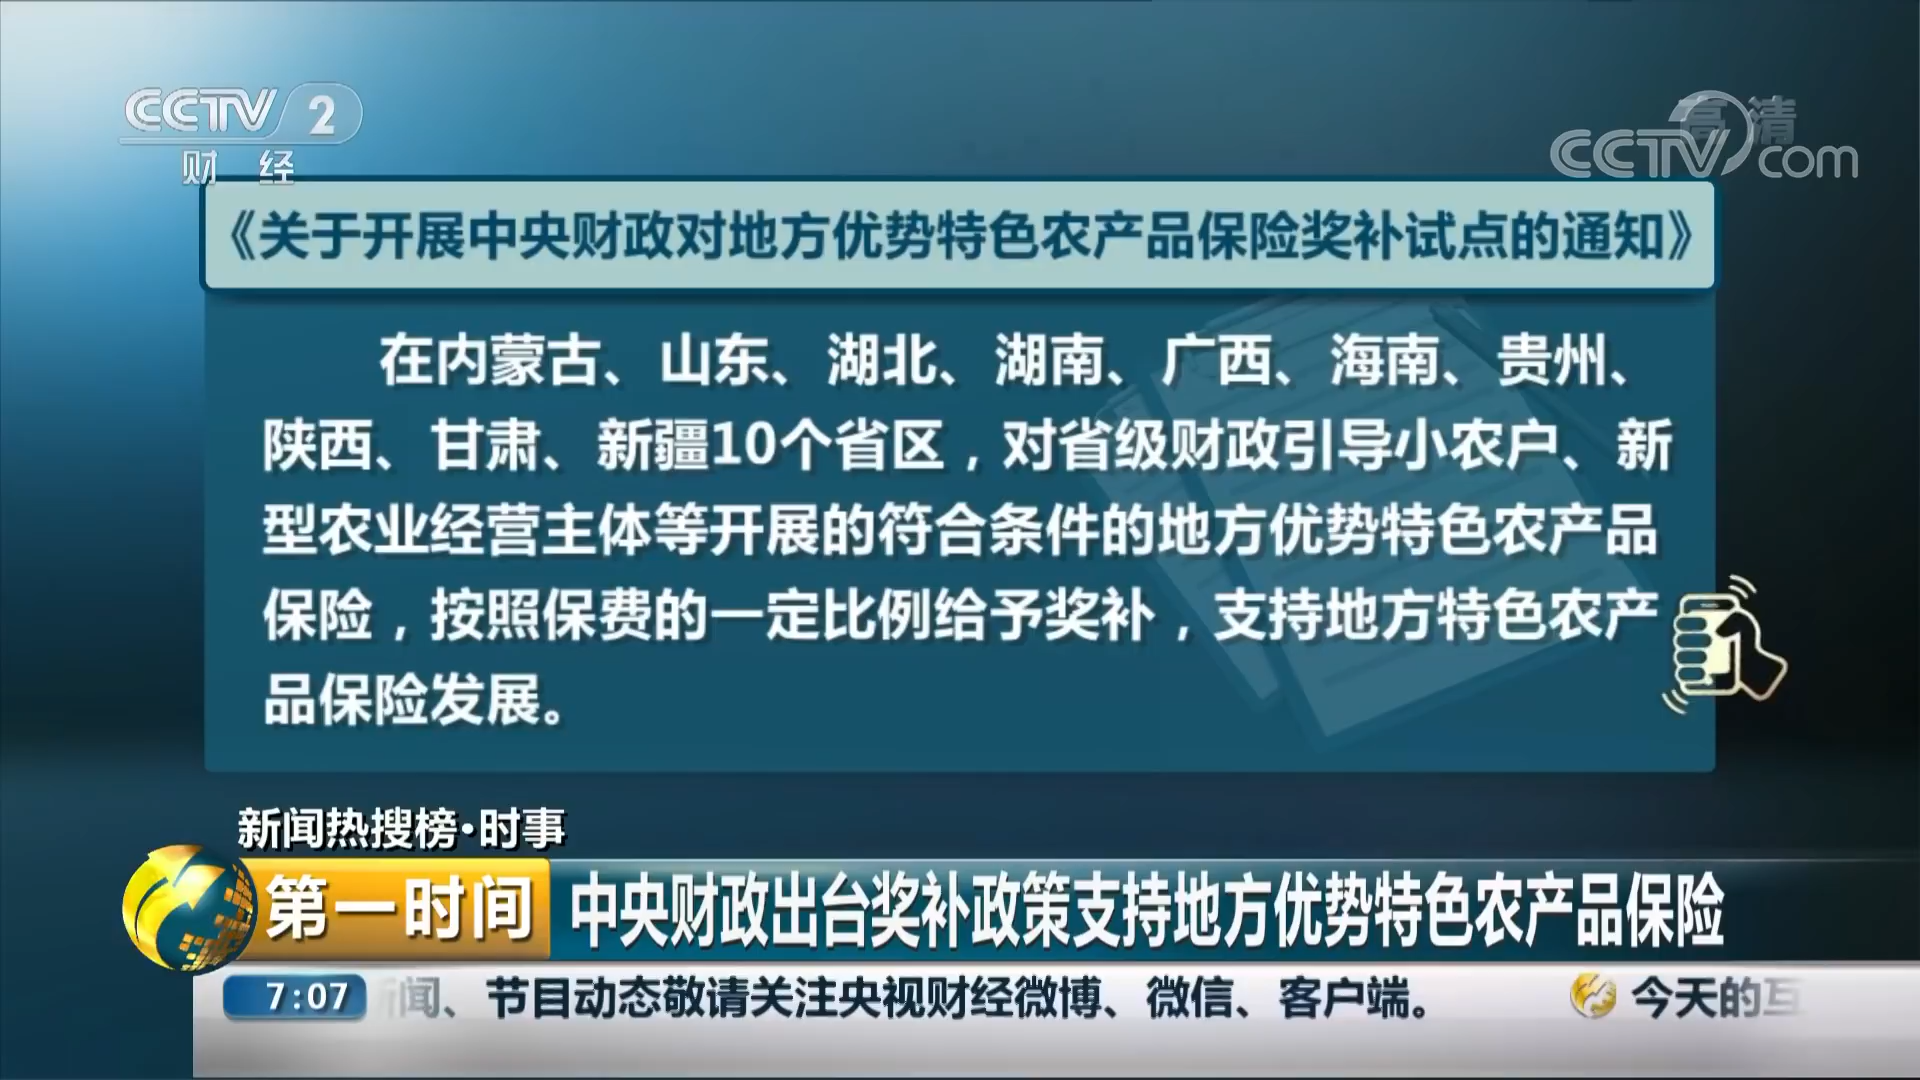 CCTV 2
财 经
高清
CCTV.com
《关于开展中央财政对地方优势特色农产品保险奖补试点的通知》
在内蒙古、山东、湖北、湖南、广西、海南、贵州、
陕西、甘肃、新疆10个省区，对省级财政引导小农户、新
型农业经营主体等开展的符合条件的地方优势特色农产品
保险，按照保费的一定比例给予奖补，支持地方特色农产
品保险发展。
新闻热搜榜·时事
第一时间
中央财政出台奖补政策支持地方优势特色农产品保险
7:07
闻、节目动态敬请关注央视财经微博、微信、客户端。
今天的互